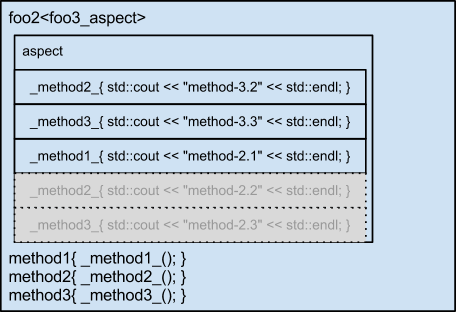 foo2<foo3_aspect>
aspect
_method2_{ std::cout << "method-3.2" << std::endl; }
_method3_{ std::cout << "method-3.3" << std::endl; }
_method1_{ std::cout << "method-2.1" << std::endl; }
_method2_{ std::cout << "method-2.2" << std::endl; }
_method3_{ std::cout << "method-2.3" << std::endl; }
method1{ _method1_(); }
method2{ _method2_(); }
method3{ _method3_(); }